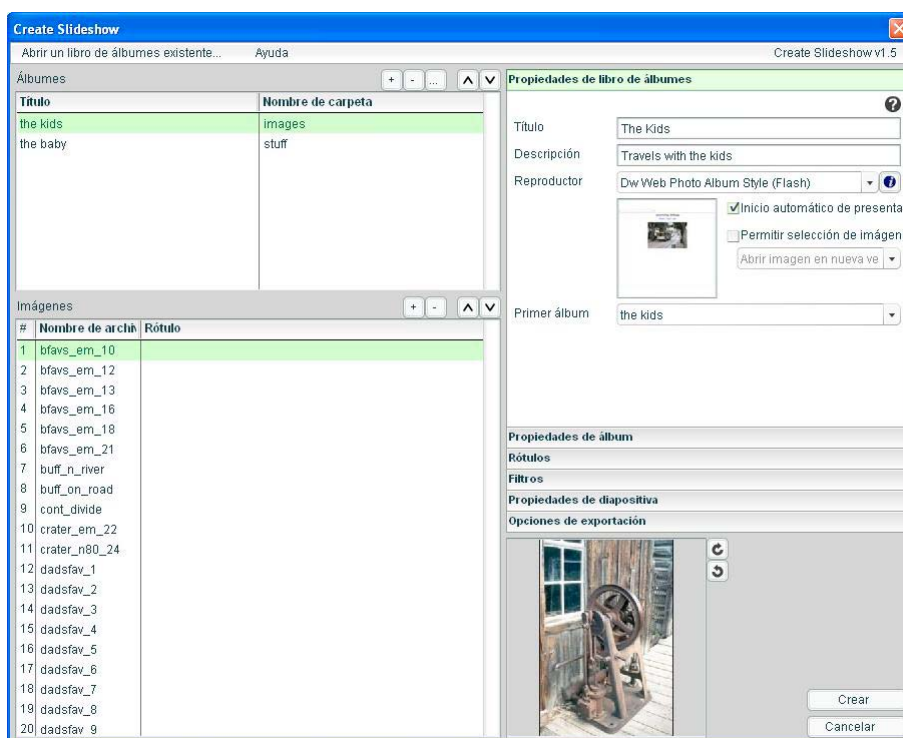 Create Slideshow
Abrir un libro de álbumes existente... Ayuda Create Slideshow v1.5
Álbumes + - ...
Título Nombre de carpeta
the kids images
the baby stuff
Imágenes + -
# Nombre de archiv Rótulo
1 bfavs_em_10
2 bfavs_em_12
3 bfavs_em_13
4 bfavs_em_16
5 bfavs_em_18
6 bfavs_em_21
7 buff_n_river
8 buff_on_road
9 cont_divide
10 crater_em_22
11 crater_n80_24
12 dadsfav_1
13 dadsfav_2
14 dadsfav_3
15 dadsfav_4
16 dadsfav_5
17 dadsfav_6
18 dadsfav_7
19 dadsfav_8
20 dadsfav_9
Propiedades de libro de álbumes
?
Título The Kids
Descripción Travels with the kids
Reproductor Dw Web Photo Album Style (Flash) i
Inicio automático de presenta
Permitir selección de imágen
Abrir imagen en nueva ve
Primer álbum the kids
Propiedades de álbum
Rótulos
Filtros
Propiedades de diapositiva
Opciones de exportación
Crear
Cancelar